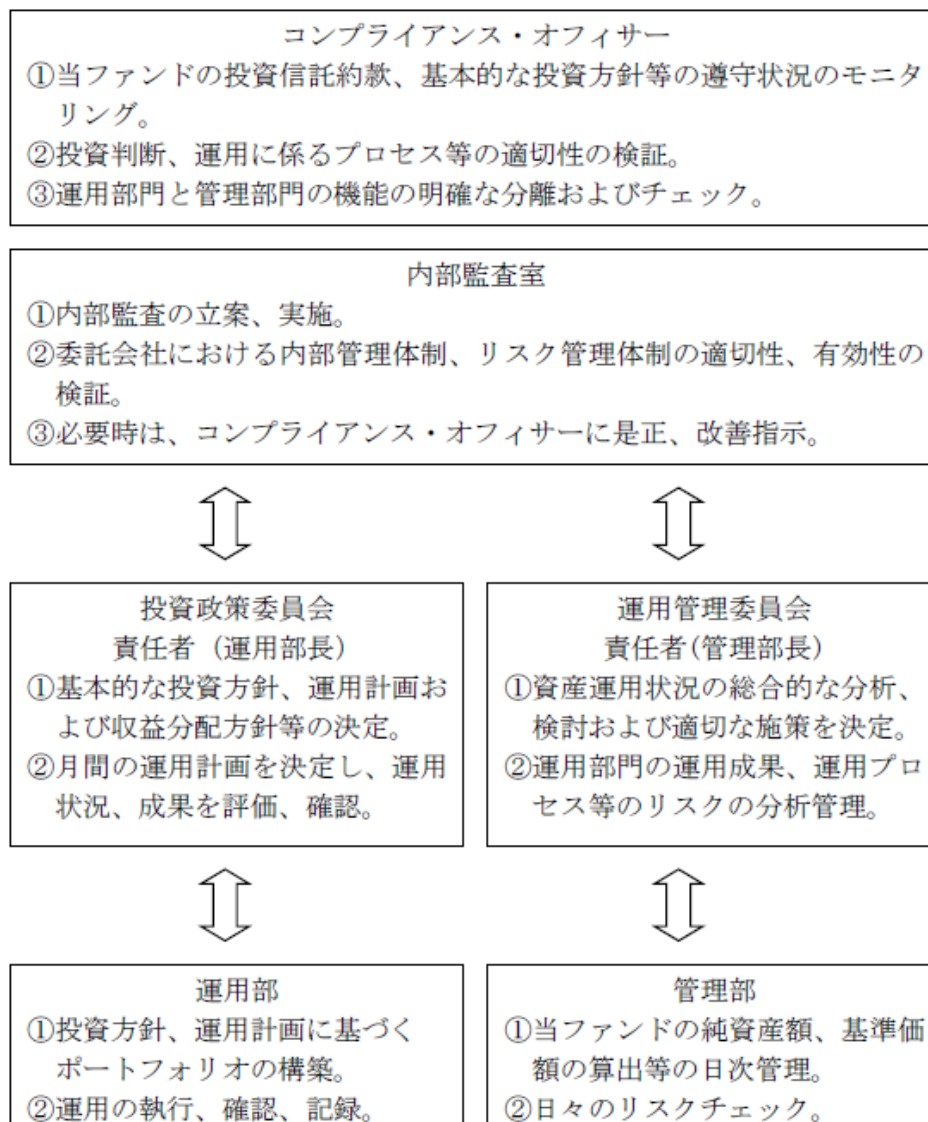 コンプライアンス・オフィサー
①当ファンドの投資信託約款、基本的な投資方針等の遵守状況のモニタ
リング。
②投資判断、運用に係るプロセス等の適切性の検証。
③運用部門と管理部門の機能の明確な分離およびチェック。
内部監査室
①内部監査の立案、実施。
②委託会社における内部管理体制、リスク管理体制の適切性、有効性の
検証。
③必要時は、コンプライアンス・オフィサーに是正、改善指示。
投資政策委員会
責任者（運用部長）
①基本的な投資方針、運用計画お
よび収益分配方針等の決定。
②月間の運用計画を決定し、運用
状況、成果を評価、確認。
運用管理委員会
責任者(管理部長)
①資産運用状況の総合的な分析、
検討および適切な施策を決定。
②運用部門の運用成果、運用プロ
セス等のリスクの分析管理。
運用部
①投資方針、運用計画に基づく
ポートフォリオの構築。
②運用の執行、確認、記録。
管理部
①当ファンドの純資産額、基準価
額の算出等の日次管理。
②日々のリスクチェック。